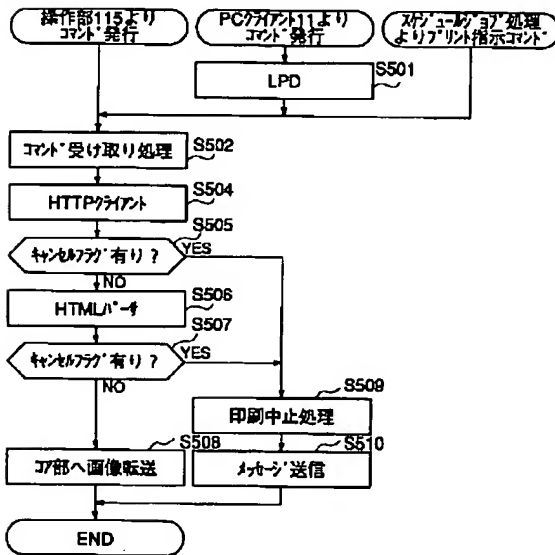 操作部115より
コマンド発行
PCクライアント11より
コマンド発行
スケジュールジョブ処理
よりプリント指示コマンド
LPD
S501
コマンド受け取り処理
S502
HTTPクライアント
S504
キャンセルフラグ有り？
S505
YES
NO
HTMLパーサ
S506
キャンセルフラグ有り？
S507
YES
NO
印刷中止処理
S509
コア部へ画像転送
S508
メッセージ送信
S510
END